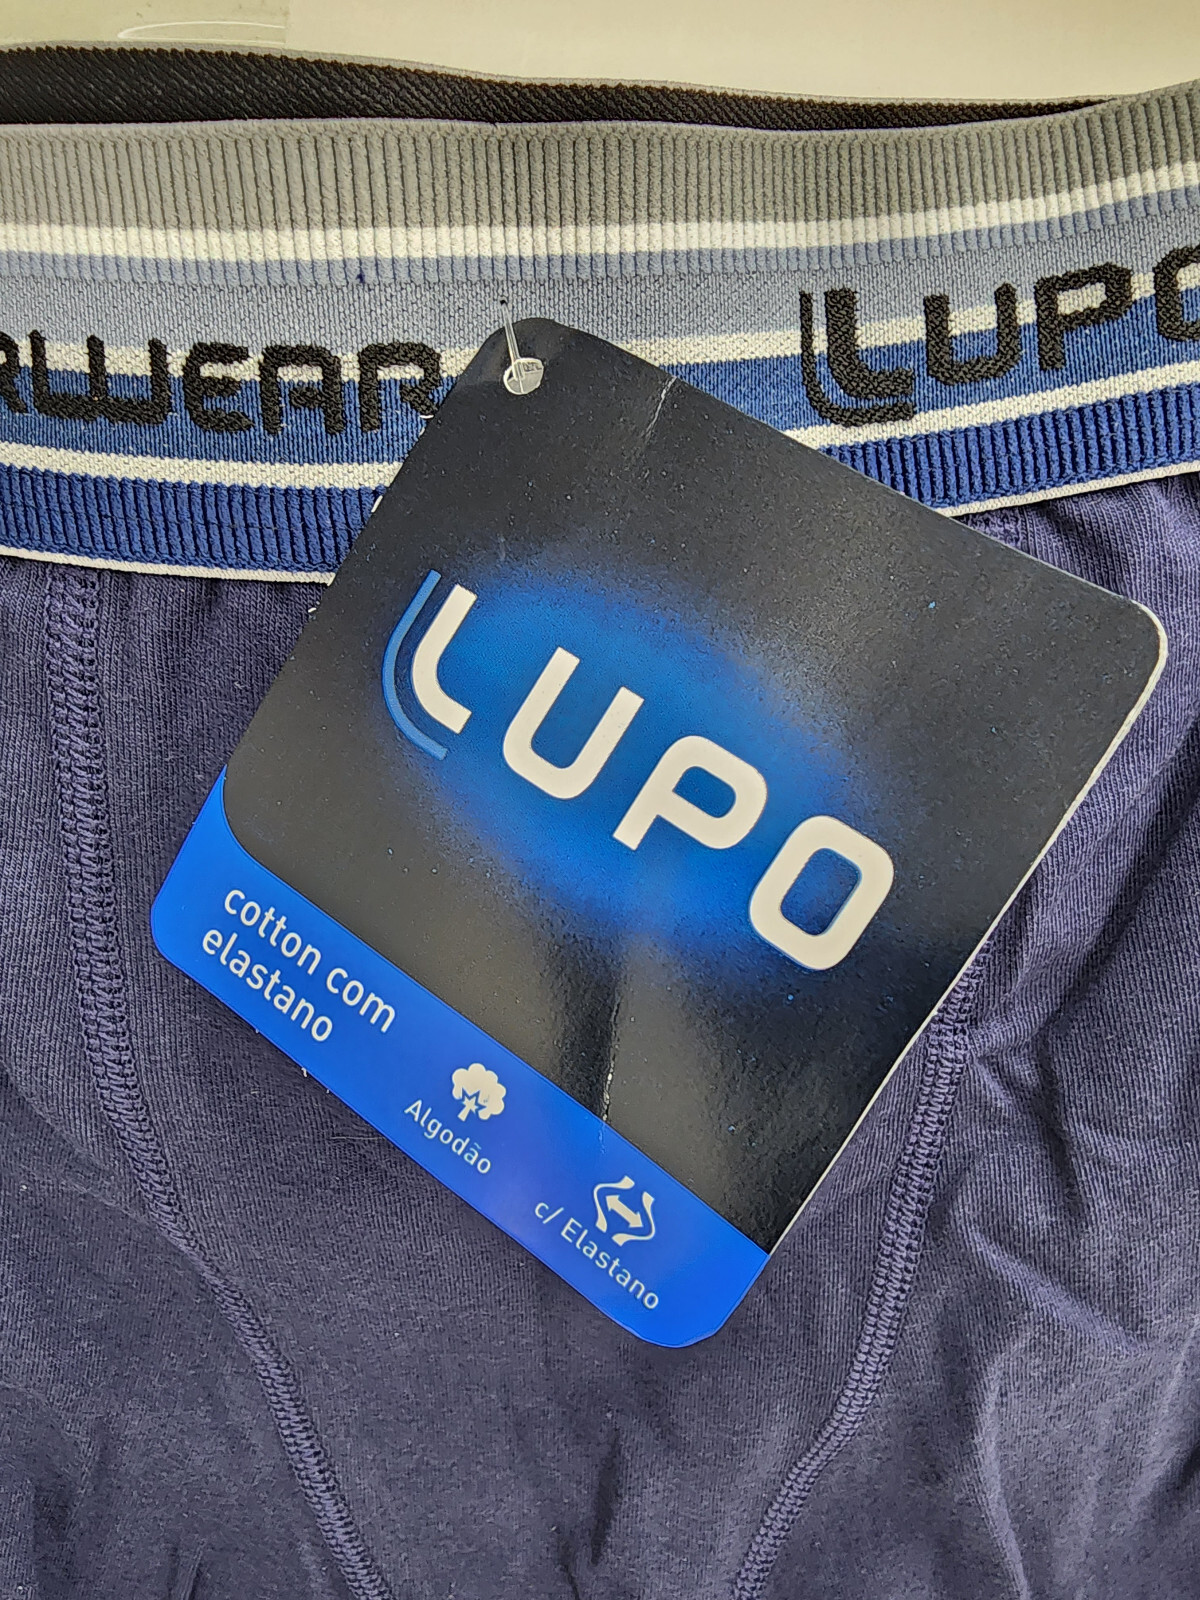 RWEAR LUPO
LUPO
cotton com
elastano
Algodão
c/ Elastano